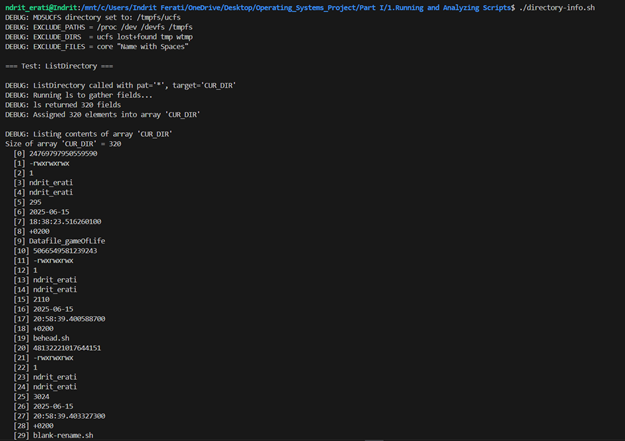 ndrit_erati@Indrit:/mnt/c/Users/Indrit Ferati/OneDrive/Desktop/Operating_Systems_Project/Part I/1.Running and Analyzing Scripts$ ./directory-info.sh
DEBUG: MD5UCFS directory set to: /tmpfs/ucfs
DEBUG: EXCLUDE_PATHS = /proc /dev /devfs /tmpfs
DEBUG: EXCLUDE_DIRS  = ucfs lost+found tmp wtmp
DEBUG: EXCLUDE_FILES = core "Name with Spaces"
=== Test: ListDirectory ===
DEBUG: ListDirectory called with pat='*', target='CUR_DIR'
DEBUG: Running ls to gather fields...
DEBUG: ls returned 320 fields
DEBUG: Assigned 320 elements into array 'CUR_DIR'
DEBUG: Listing contents of array 'CUR_DIR'
Size of array 'CUR_DIR' = 320
[0] 24769797950559590
[1] -rwxrwxrwx
[2] 1
[3] ndrit_erati
[4] ndrit_erati
[5] 295
[6] 2025-06-15
[7] 18:38:23.516260100
[8] +0200
[9] Datafile_gameOfLife
[10] 5066549581239243
[11] -rwxrwxrwx
[12] 1
[13] ndrit_erati
[14] ndrit_erati
[15] 2110
[16] 2025-06-15
[17] 20:58:39.400588700
[18] +0200
[19] behead.sh
[20] 48132221017644151
[21] -rwxrwxrwx
[22] 1
[23] ndrit_erati
[24] ndrit_erati
[25] 3024
[26] 2025-06-15
[27] 20:58:39.403327300
[28] +0200
[29] blank-rename.sh